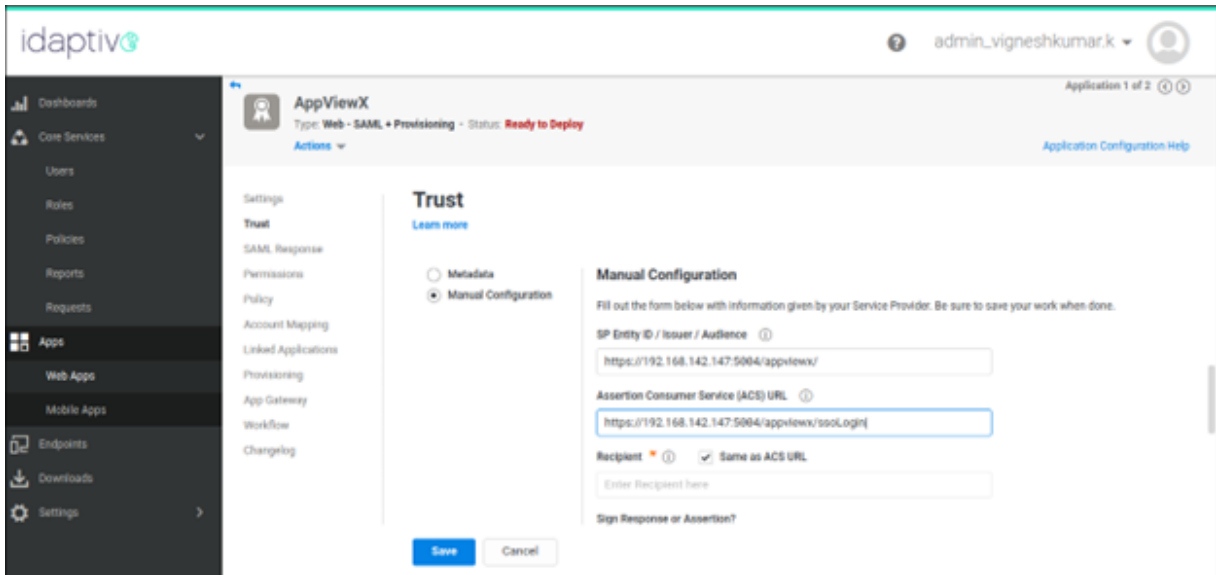 idaptive
admin_vigneshkumar.k
Dashboards
Core Services
Users
Roles
Policies
Reports
Requests
Apps
Web Apps
Mobile Apps
Endpoints
Downloads
Settings
Application 1 of 2
AppViewX
Type: Web - SAML + Provisioning - Status: Ready to Deploy
Actions
Application Configuration Help
Settings
Trust
SAML Response
Permissions
Policy
Account Mapping
Linked Applications
Provisioning
App Gateway
Workflow
Changelog
Trust
Learn more
Metadata
Manual Configuration
Manual Configuration
Fill out the form below with information given by your Service Provider. Be sure to save your work when done.
SP Entity ID / Issuer / Audience
https://192.168.142.147:5004/appviewx/
Assertion Consumer Service (ACS) URL
https://192.168.142.147:5004/appviewx/ssoLogin
Recipient * Same as ACS URL
Enter Recipient here
Sign Response or Assertion?
Save Cancel